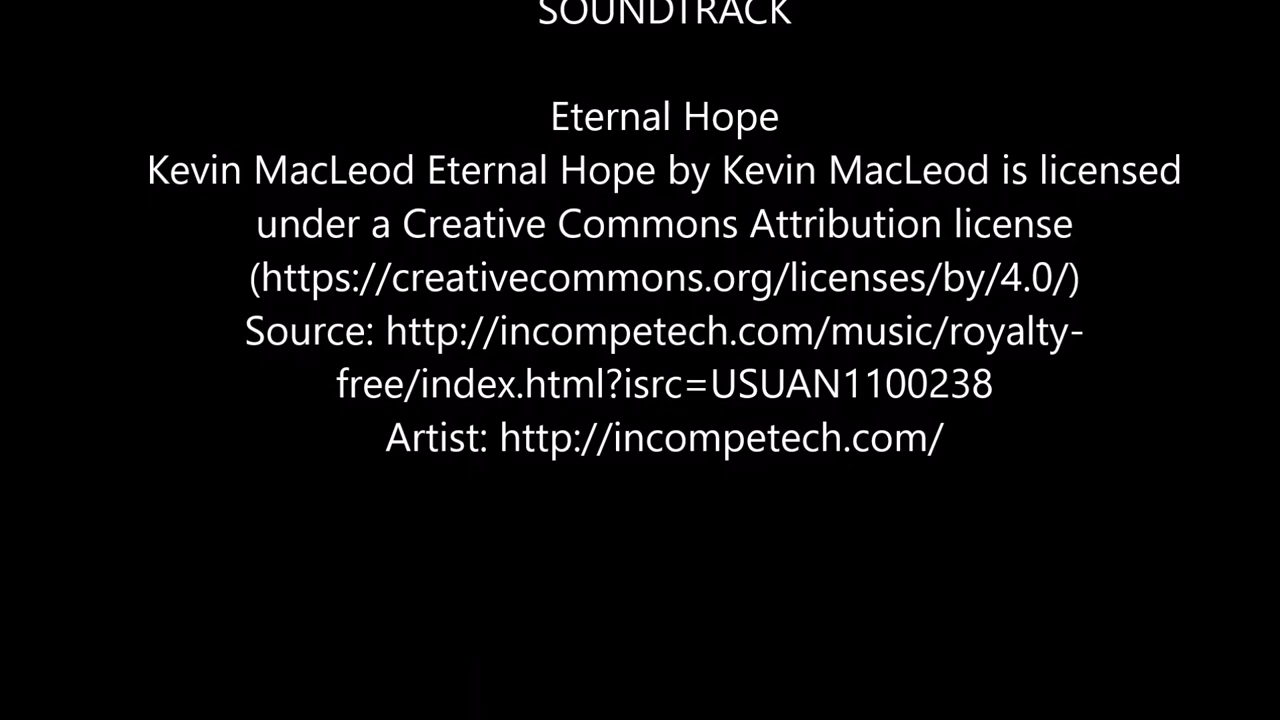 SOUNDTRACK
Eternal Hope
Kevin MacLeod Eternal Hope by Kevin MacLeod is licensed
under a Creative Commons Attribution license
(https://creativecommons.org/licenses/by/4.0/)
Source: http://incompetech.com/music/royalty-
free/index.html?isrc=USUAN1100238
Artist: http://incompetech.com/